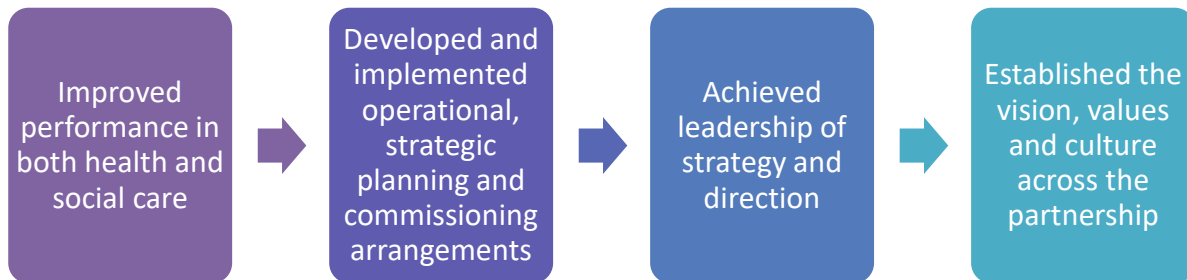 Improved
performance in
both health and
social care
Developed and
implemented
operational,
strategic
planning and
commissioning
arrangements
Achieved
leadership of
strategy and
direction
Established the
vision, values
and culture
across the
partnership